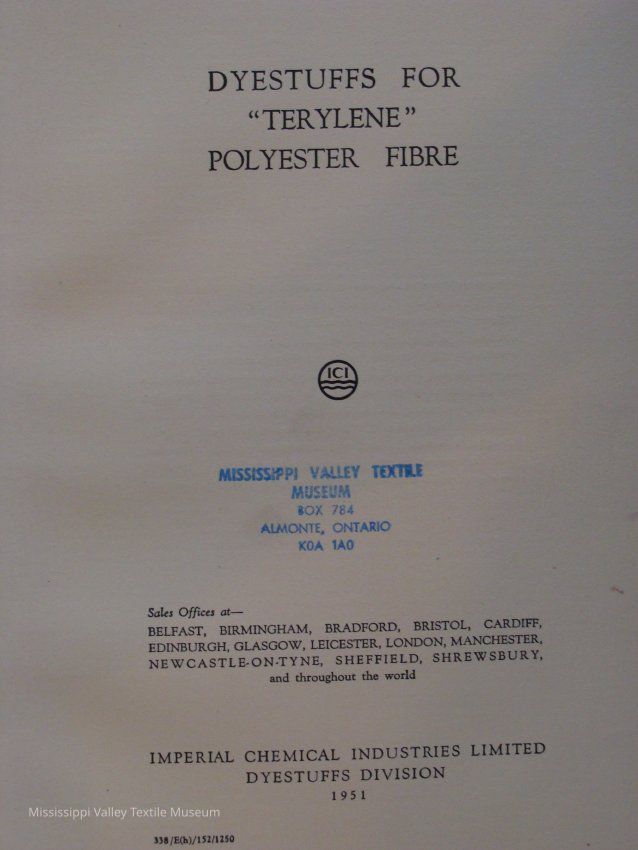 DYESTUFFS FOR
“TERYLENE”
POLYESTER FIBRE
ICI
MISSISSIPPI VALLEY TEXTILE
MUSEUM
BOX 784
ALMONTE, ONTARIO
K0A 1A0
Sales Offices at—
BELFAST, BIRMINGHAM, BRADFORD, BRISTOL, CARDIFF,
EDINBURGH, GLASGOW, LEICESTER, LONDON, MANCHESTER,
NEWCASTLE-ON-TYNE, SHEFFIELD, SHREWSBURY,
and throughout the world
IMPERIAL CHEMICAL INDUSTRIES LIMITED
DYESTUFFS DIVISION
1951
Mississippi Valley Textile Museum
338/E(b)/152/1250